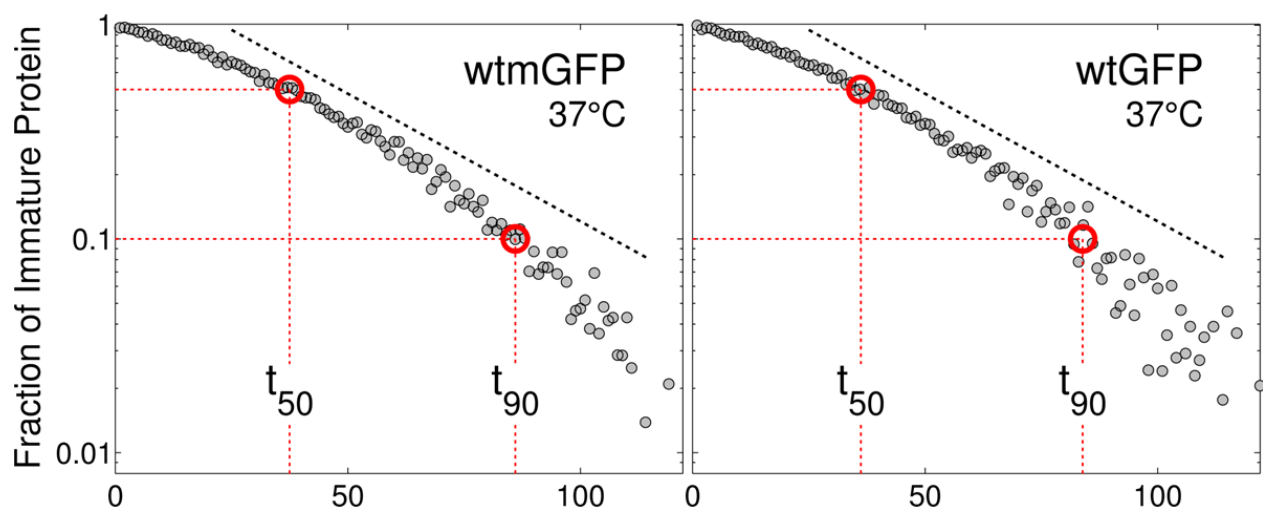 Fraction of Immature Protein
1
0.1
0.01
wtmGFP
37°C
t50
t90
0
50
100
wtGFP
37°C
t50
t90
0
50
100